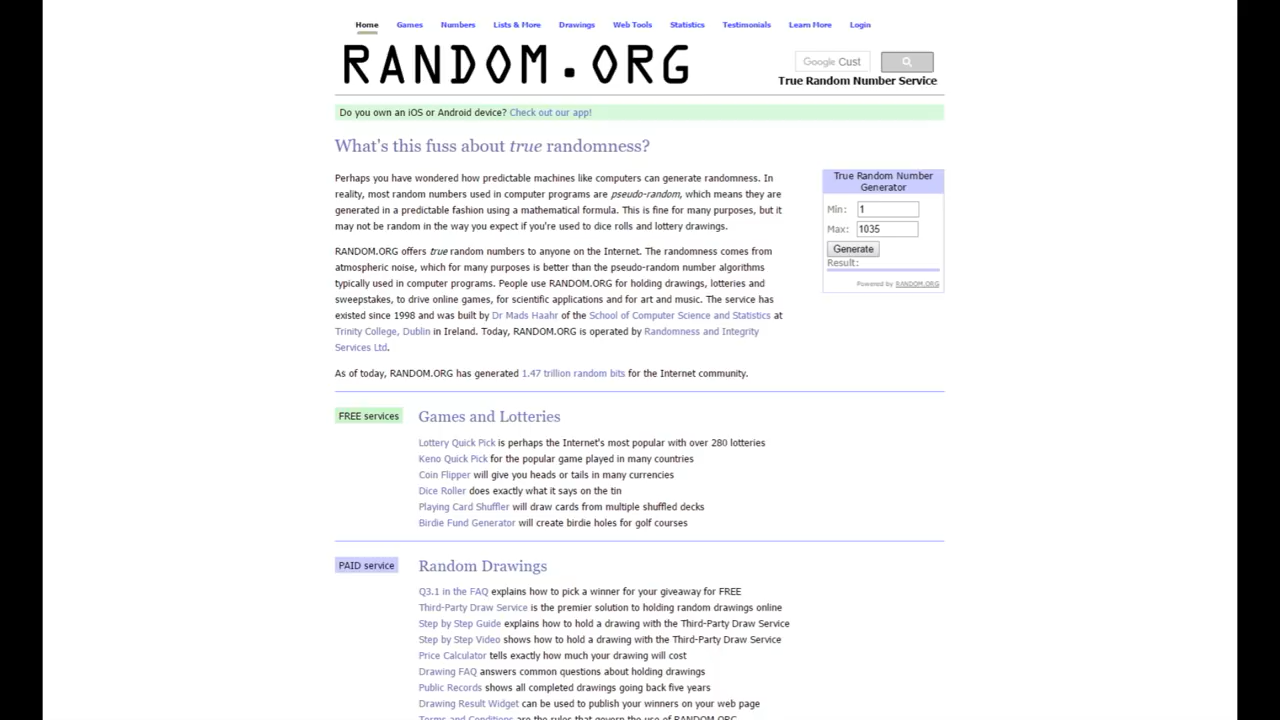 Home Games Numbers Lists & More Drawings Web Tools Statistics Testimonials Learn More Login
RANDOM.ORG
Google Cust
True Random Number Service
Do you own an iOS or Android device? Check out our app!
What's this fuss about true randomness?
Perhaps you have wondered how predictable machines like computers can generate randomness. In
reality, most random numbers used in computer programs are pseudo-random, which means they are
generated in a predictable fashion using a mathematical formula. This is fine for many purposes, but it
may not be random in the way you expect if you're used to dice rolls and lottery drawings.
RANDOM.ORG offers true random numbers to anyone on the Internet. The randomness comes from
atmospheric noise, which for many purposes is better than the pseudo-random number algorithms
typically used in computer programs. People use RANDOM.ORG for holding drawings, lotteries and
sweepstakes, to drive online games, for scientific applications and for art and music. The service has
existed since 1998 and was built by Dr Mads Haahr of the School of Computer Science and Statistics at
Trinity College, Dublin in Ireland. Today, RANDOM.ORG is operated by Randomness and Integrity
Services Ltd.
As of today, RANDOM.ORG has generated 1.47 trillion random bits for the Internet community.
True Random Number
Generator
Min: 1
Max: 1035
Generate
Result:
Powered by RANDOM.ORG
FREE services
Games and Lotteries
Lottery Quick Pick is perhaps the Internet's most popular with over 280 lotteries
Keno Quick Pick for the popular game played in many countries
Coin Flipper will give you heads or tails in many currencies
Dice Roller does exactly what it says on the tin
Playing Card Shuffler will draw cards from multiple shuffled decks
Birdie Fund Generator will create birdie holes for golf courses
PAID service
Random Drawings
Q3.1 in the FAQ explains how to pick a winner for your giveaway for FREE
Third-Party Draw Service is the premier solution to holding random drawings online
Step by Step Guide explains how to hold a drawing with the Third-Party Draw Service
Step by Step Video shows how to hold a drawing with the Third-Party Draw Service
Price Calculator tells exactly how much your drawing will cost
Drawing FAQ answers common questions about holding drawings
Public Records shows all completed drawings going back five years
Drawing Result Widget can be used to publish your winners on your web page
Terms and Conditions are the rules that govern the use of RANDOM.ORG